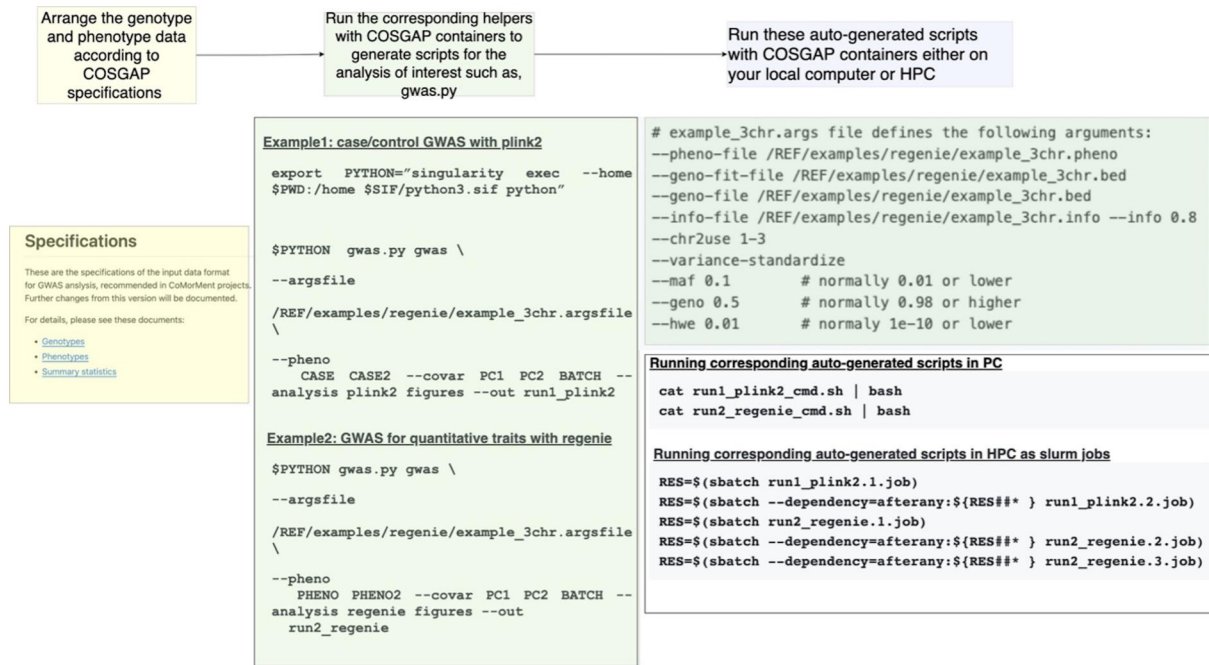 Arrange the genotype
and phenotype data
according to
COSGAP
specifications
Run the corresponding helpers
with COSGAP containers to
generate scripts for the
analysis of interest such as,
gwas.py
Run these auto-generated scripts
with COSGAP containers either on
your local computer or HPC
Specifications
These are the specifications of the input data format
for GWAS anslysis, recommended in CoMorMent projects.
Further changes from this version will be documented.
For details, please see these documents:
• Genotypes
• Phenotypes
• Summary statistics
Example1: case/control GWAS with plink2
export PYTHON=”singularity exec --home
$PWD:/home $SIF/python3.sif python”
$PYTHON gwas.py gwas \
--argsfile
/REF/examples/regenie/example_3chr.argsfile
\
--pheno
CASE CASE2 --covar PC1 PC2 BATCH --
analysis plink2 figures --out run1_plink2
Example2: GWAS for quantitative traits with regenie
$PYTHON gwas.py gwas \
--argsfile
/REF/examples/regenie/example_3chr.argsfile
\
--pheno
PHENO PHENO2 --covar PC1 PC2 BATCH --
analysis regenie figures --out
run2_regenie
# example_3chr.args file defines the following arguments:
--pheno-file /REF/examples/regenie/example_3chr.pheno
--geno-fit-file /REF/examples/regenie/example_3chr.bed
--geno-file /REF/examples/regenie/example_3chr.bed
--info-file /REF/examples/regenie/example_3chr.info --info 0.8
--chr2use 1-3
--variance-standardize
--maf 0.1 # normally 0.01 or lower
--geno 0.5 # normally 0.98 or higher
--hwe 0.01 # normaly 1e-10 or lower
Running corresponding auto-generated scripts in PC
cat run1_plink2_cmd.sh | bash
cat run2_regenie_cmd.sh | bash
Running corresponding auto-generated scripts in HPC as slurm jobs
RES=$(sbatch run1_plink2.1.job)
RES=$(sbatch --dependency=afterany:${RES##* } run1_plink2.2.job)
RES=$(sbatch run2_regenie.1.job)
RES=$(sbatch --dependency=afterany:${RES##* } run2_regenie.2.job)
RES=$(sbatch --dependency=afterany:${RES##* } run2_regenie.3.job)